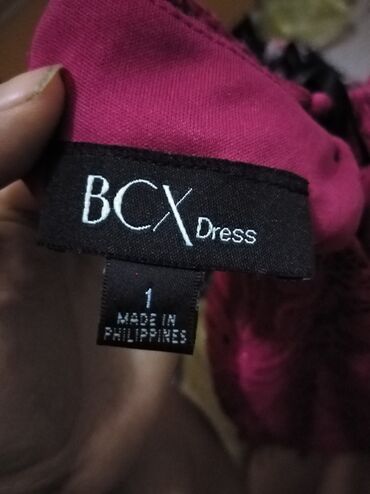 BCX Dress
1
MADE IN
PHILIPPINES